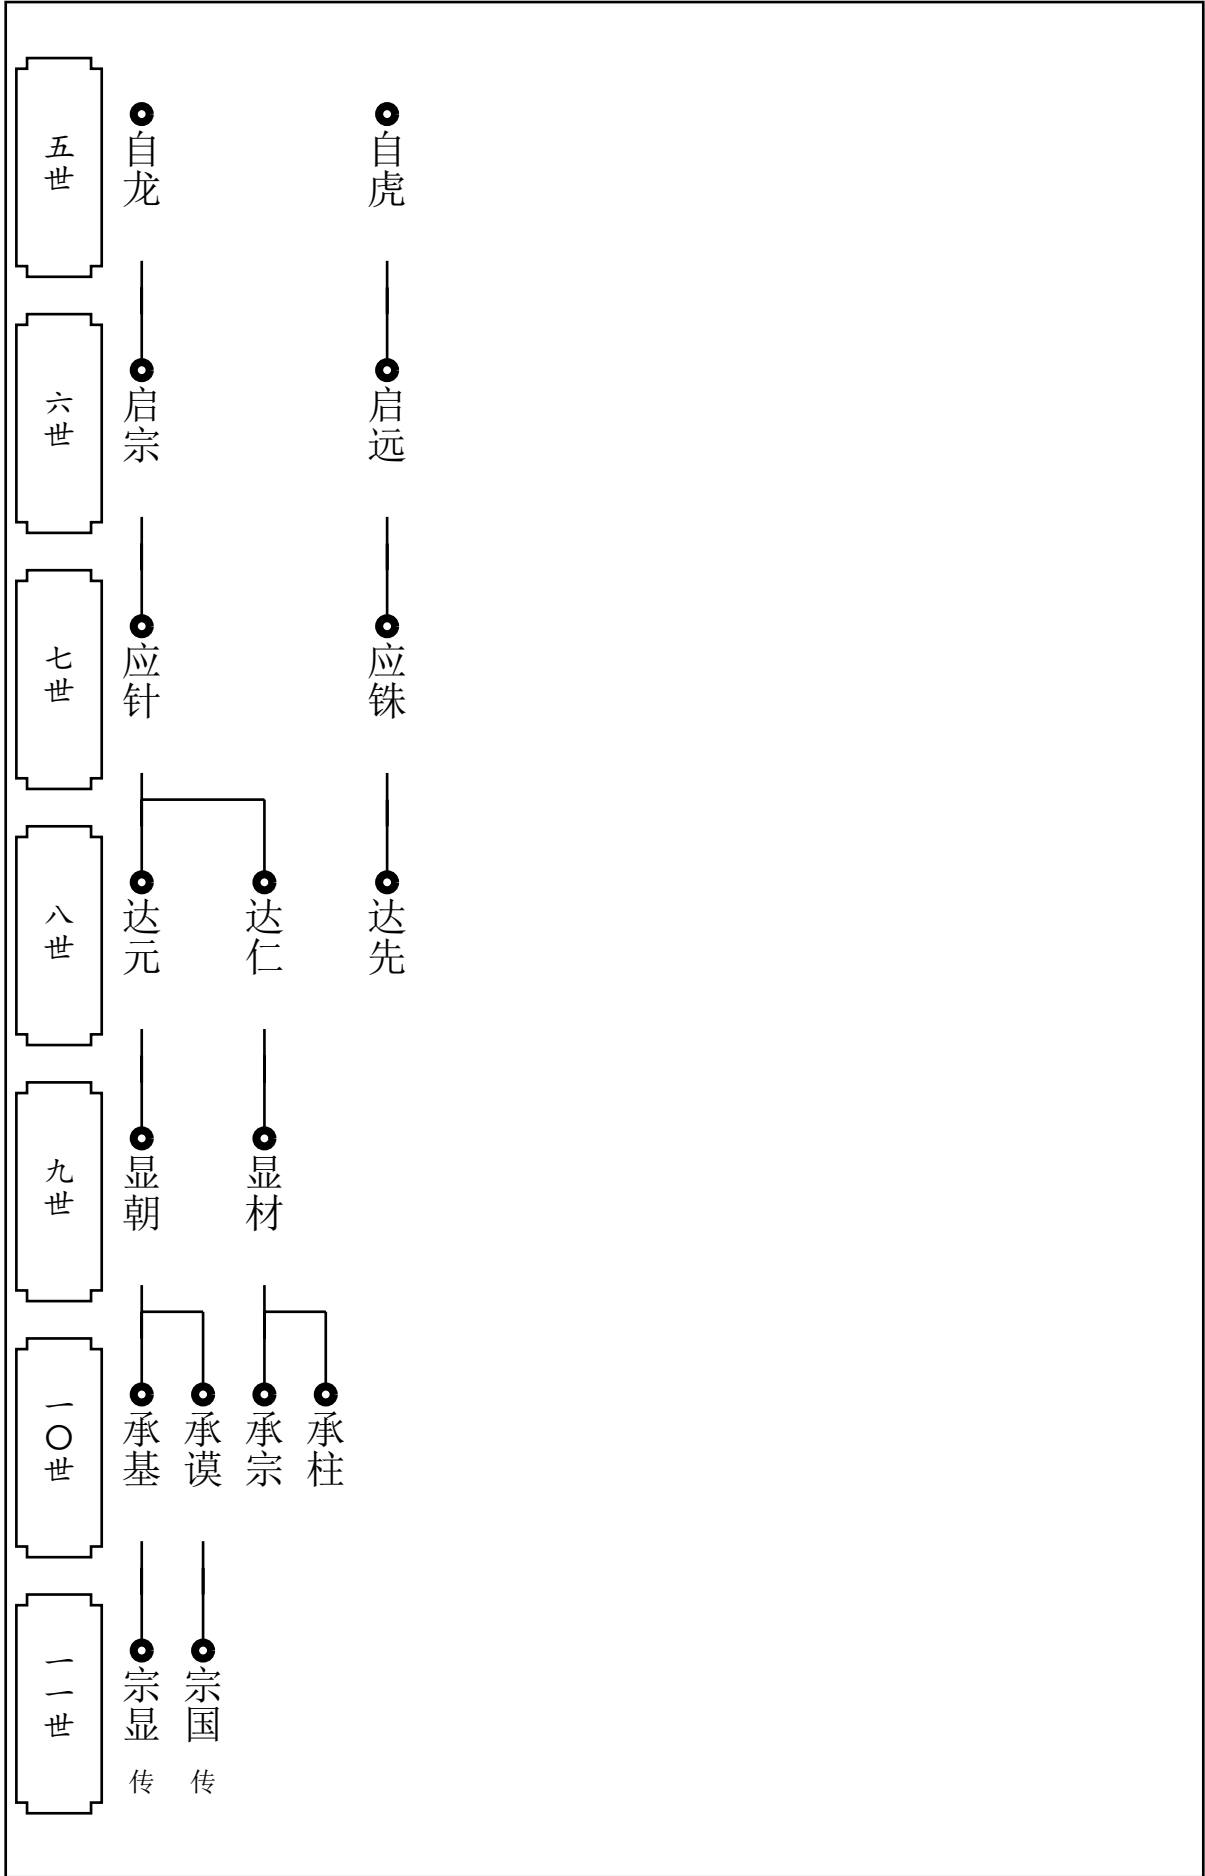 五世
自龙
自虎
六世
启宗
启远
七世
应针
应铢
八世
达元
达仁
达先
九世
显朝
显材
一〇世
承基
承谟
承宗
承柱
一一世
宗显
传
宗国
传